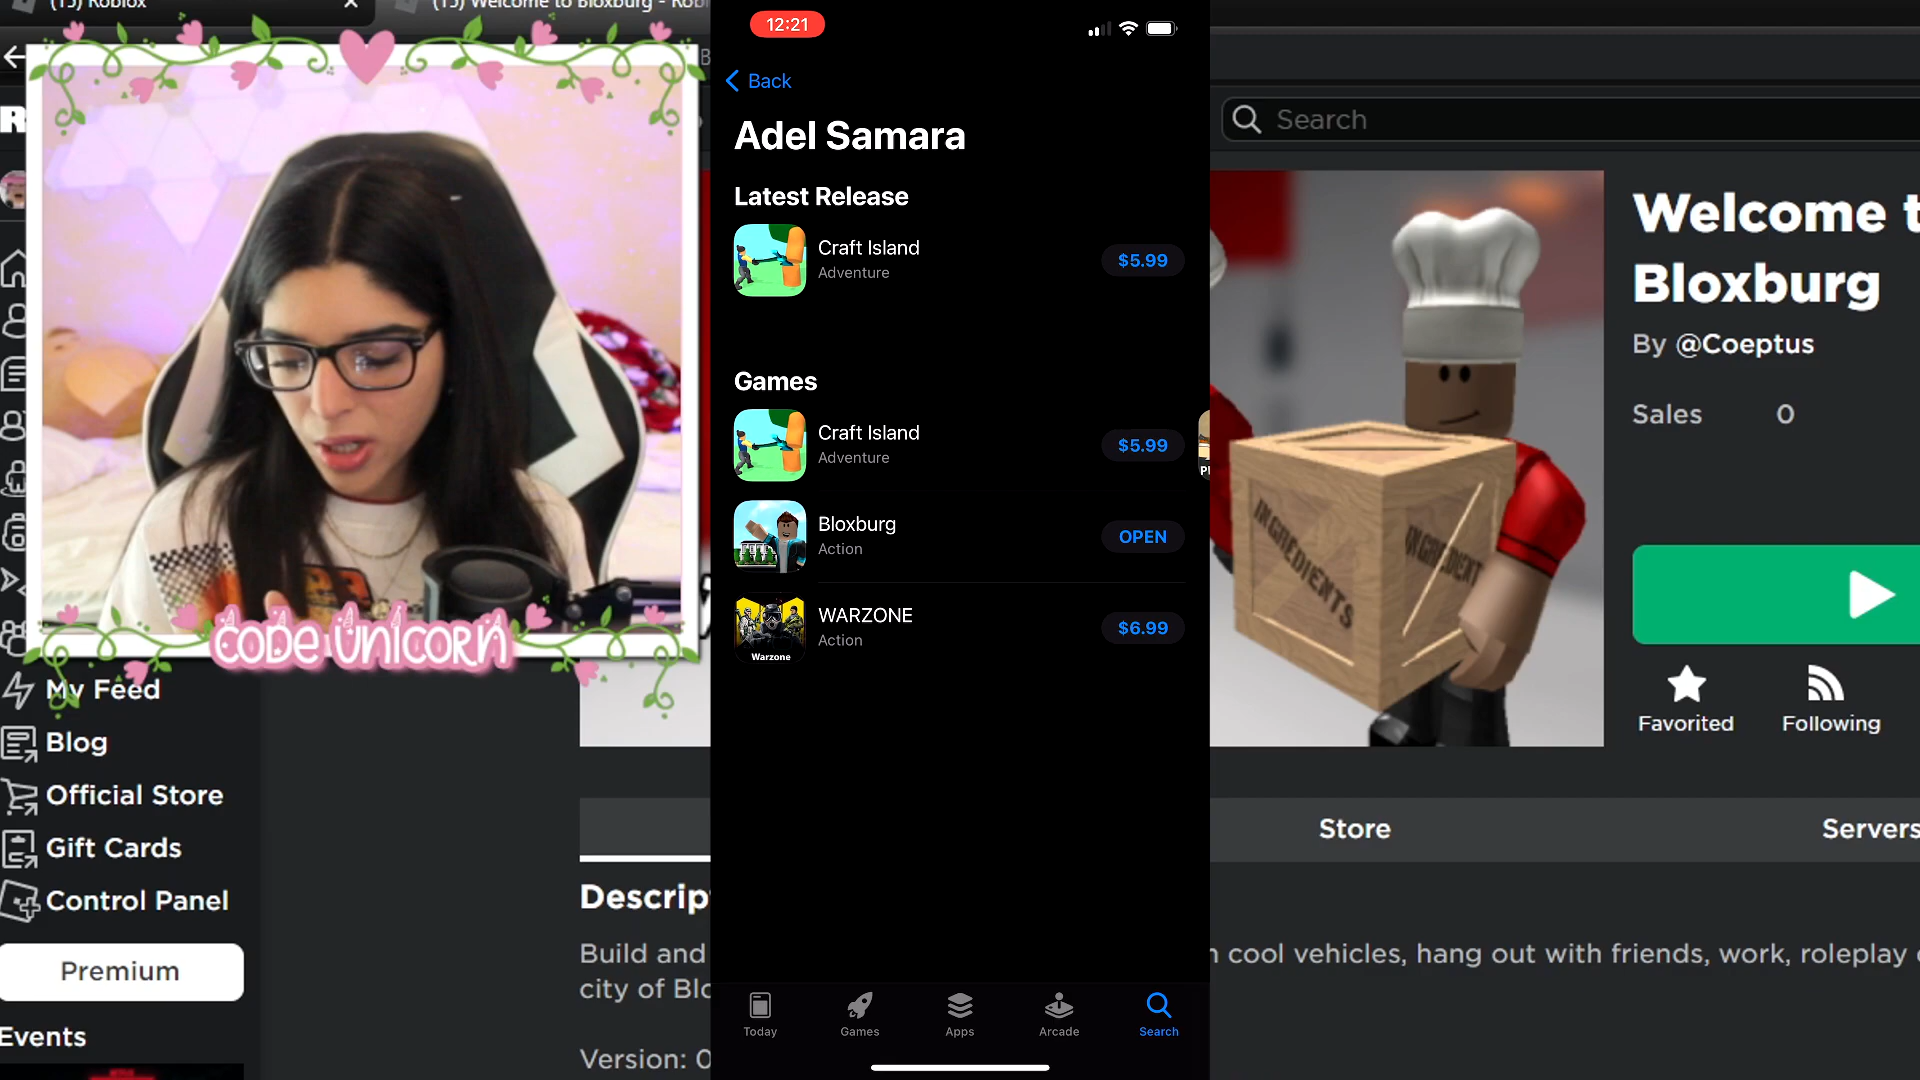 (15) Roblox
(15) Welcome to Bloxburg - Rob
My Feed
Blog
Official Store
Gift Cards
Control Panel
Premium
Events
CODE UNICORN
12:21
Back
Adel Samara
Latest Release
Craft Island
Adventure
$5.99
Games
Craft Island
Adventure
$5.99
Bloxburg
Action
OPEN
WARZONE
Action
$6.99
Warzone
Today
Games
Apps
Arcade
Search
Search
INGREDIENTS
INGREDIENT
Welcome t
Bloxburg
By @Coeptus
Sales 0
Favorited
Following
Store
Servers
Descrip
Build and
cool vehicles, hang out with friends, work, roleplay
city of Blo
Version: 0